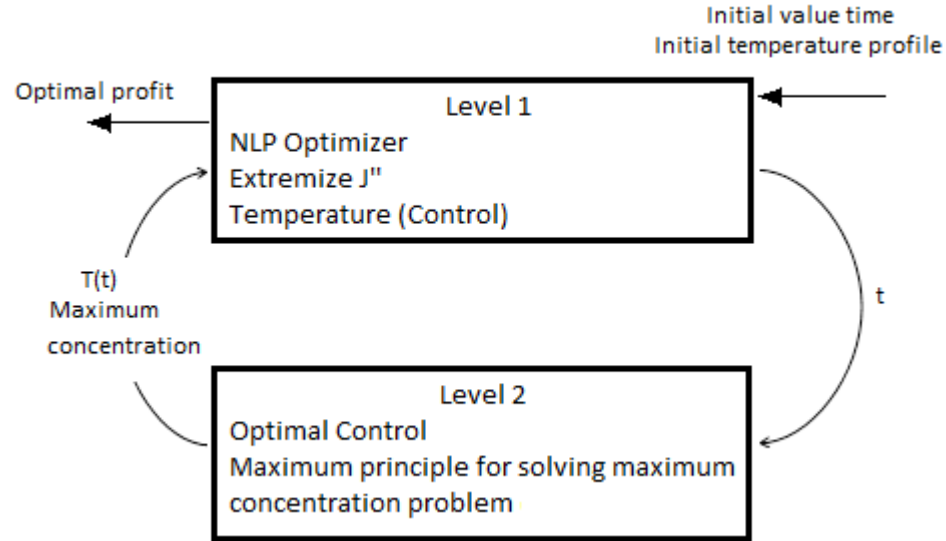 Initial value time
Initial temperature profile
Optimal profit
Level 1
NLP Optimizer
Extremize J"
Temperature (Control)
T(t)
Maximum
concentration
t
Level 2
Optimal Control
Maximum principle for solving maximum
concentration problem